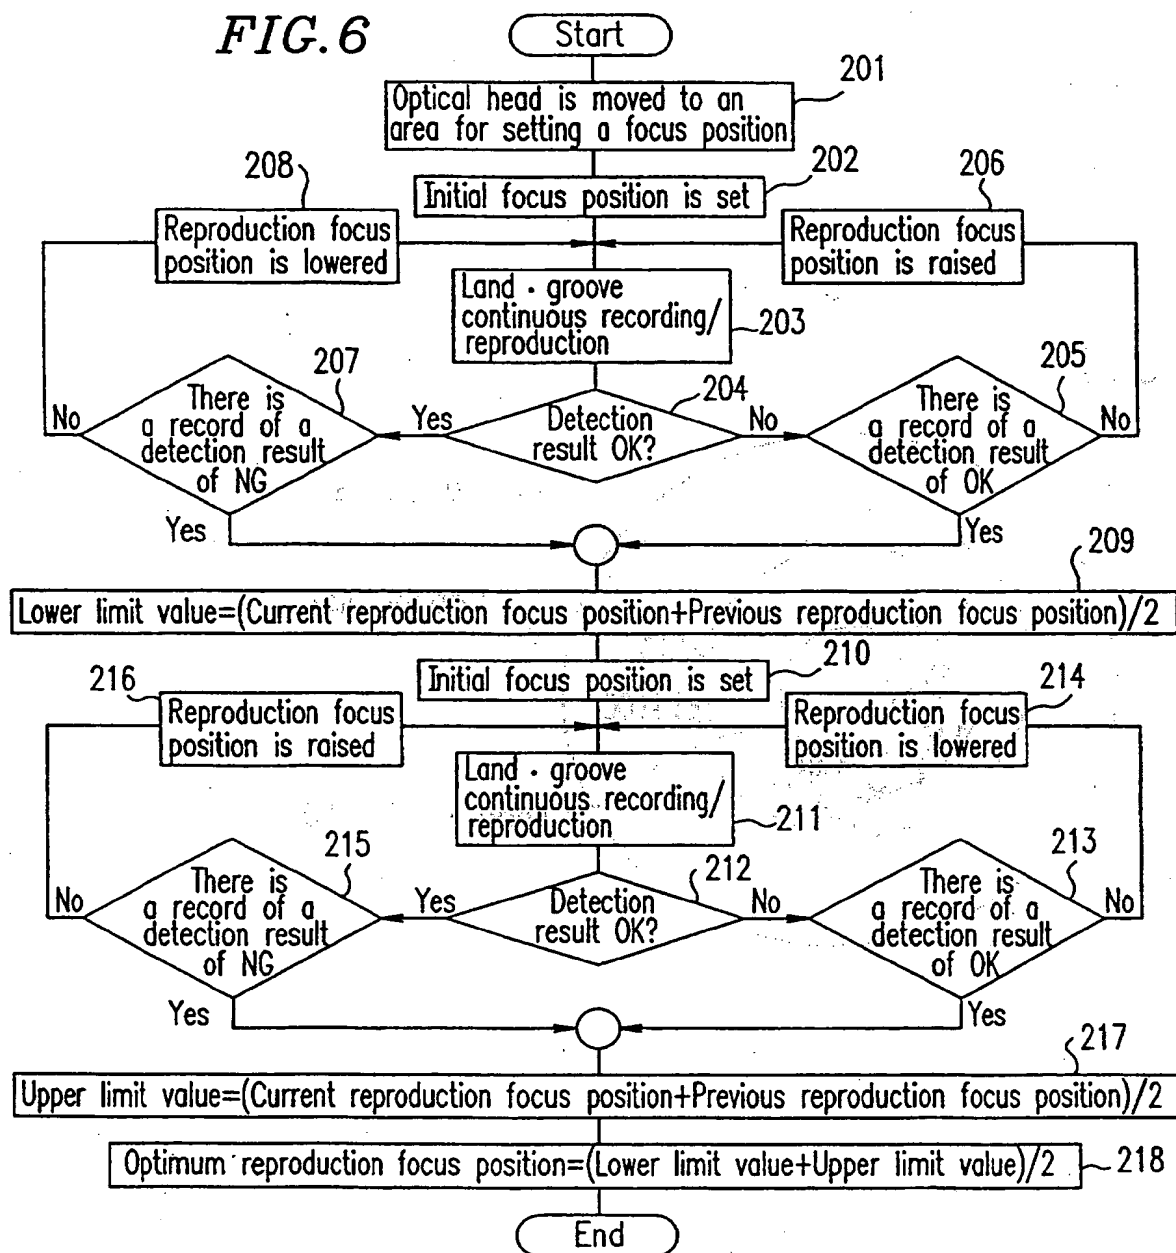 FIG.6
Start
201
Optical head is moved to an
area for setting a focus position
202
Initial focus position is set
208
206
Reproduction focus
position is lowered
Reproduction focus
position is raised
Land · groove
continuous recording/
reproduction
203
207
205
204
There is
a record of a
detection result
of NG
No
Yes
Detection
result OK?
No
There is
a record of a
detection result
of OK
No
Yes
Yes
209
Lower limit value=(Current reproduction focus position+Previous reproduction focus position)/2
210
Initial focus position is set
216
214
Reproduction focus
position is raised
Reproduction focus
position is lowered
Land · groove
continuous recording/
reproduction
211
215
213
212
There is
a record of a
detection result
of NG
No
Yes
Detection
result OK?
No
There is
a record of a
detection result
of OK
No
Yes
Yes
217
Upper limit value=(Current reproduction focus position+Previous reproduction focus position)/2
Optimum reproduction focus position=(Lower limit value+Upper limit value)/2
218
End